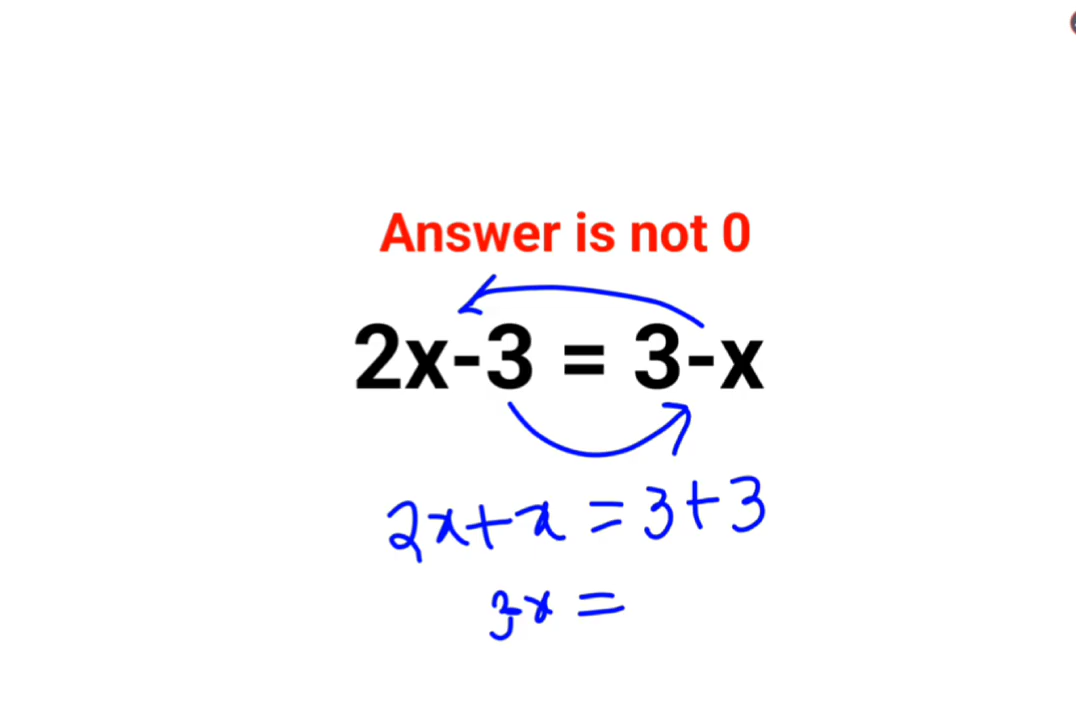 Answer is not 0
2x-3 = 3-x
2x+x = 3+3
3x =